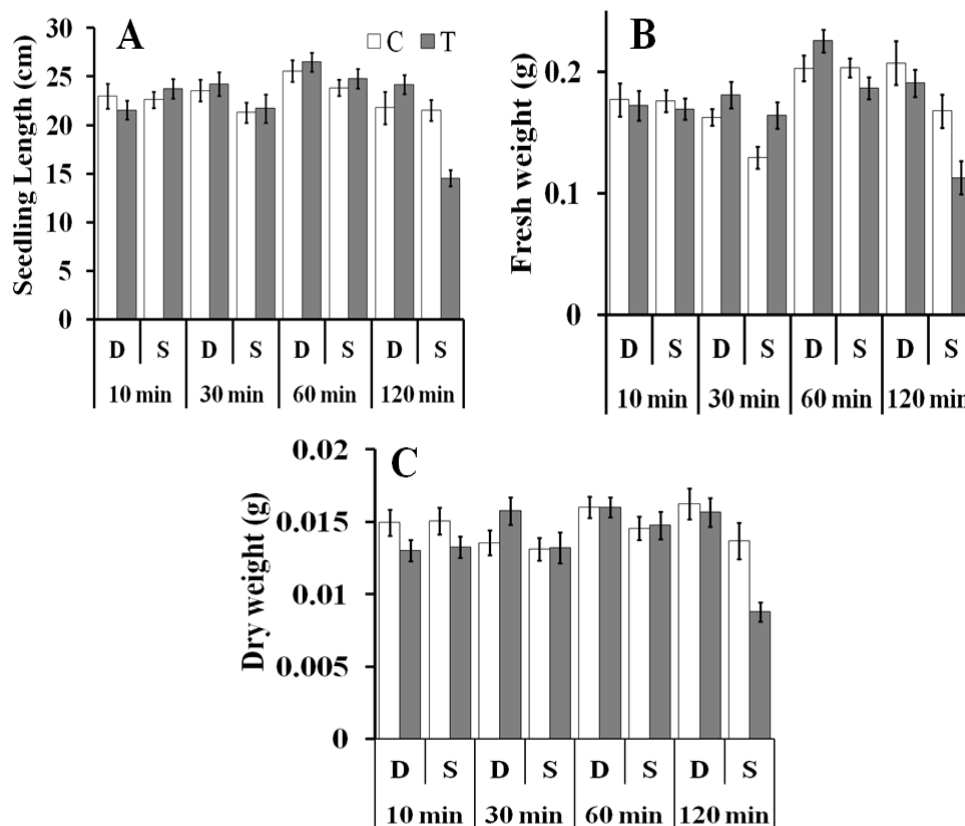 A
C T
Seedling Length (cm)
30
25
20
15
10
5
0
D S D S D S D S
10 min 30 min 60 min 120 min
B
Fresh weight (g)
0.2
0.1
0
D S D S D S D S
10 min 30 min 60 min 120 min
C
Dry weight (g)
0.02
0.015
0.01
0.005
0
D S D S D S D S
10 min 30 min 60 min 120 min